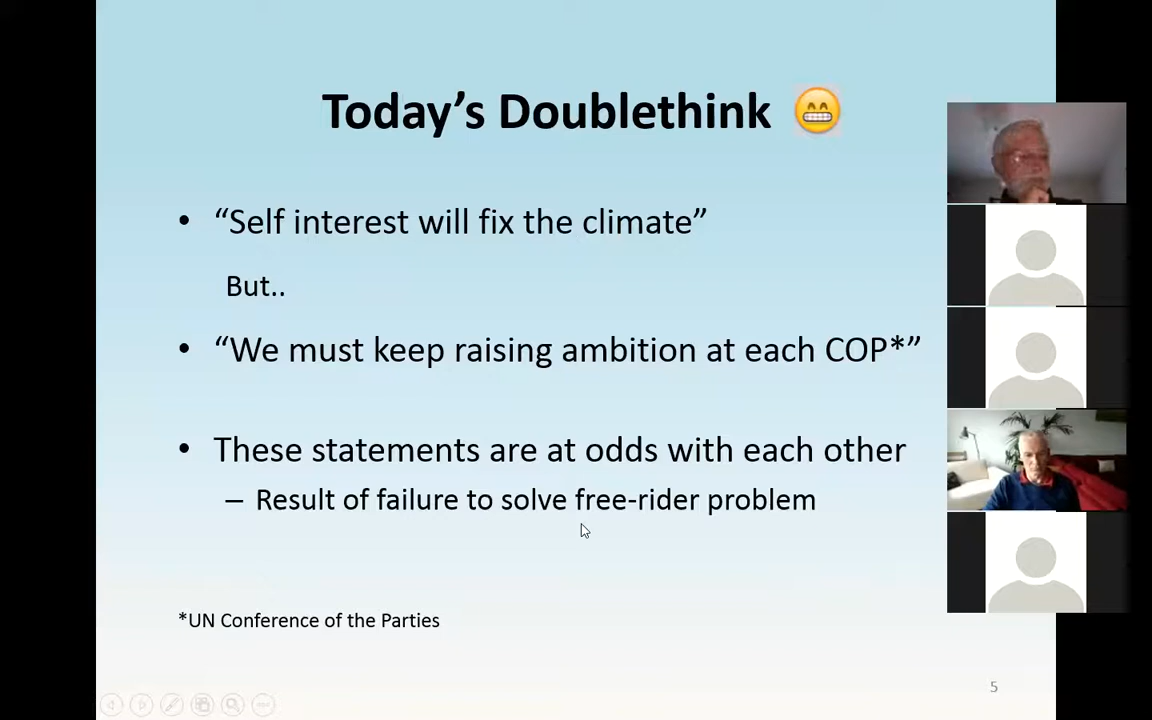 Today’s Doublethink 😁
• “Self interest will fix the climate”
But..
• “We must keep raising ambition at each COP*”
• These statements are at odds with each other
– Result of failure to solve free-rider problem
*UN Conference of the Parties
5